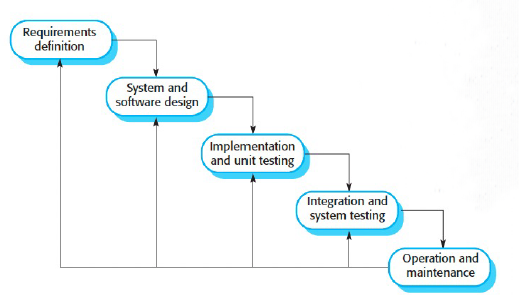 Requirements
definition
System and
software design
Implementation
and unit testing
Integration and
system testing
Operation and
maintenance